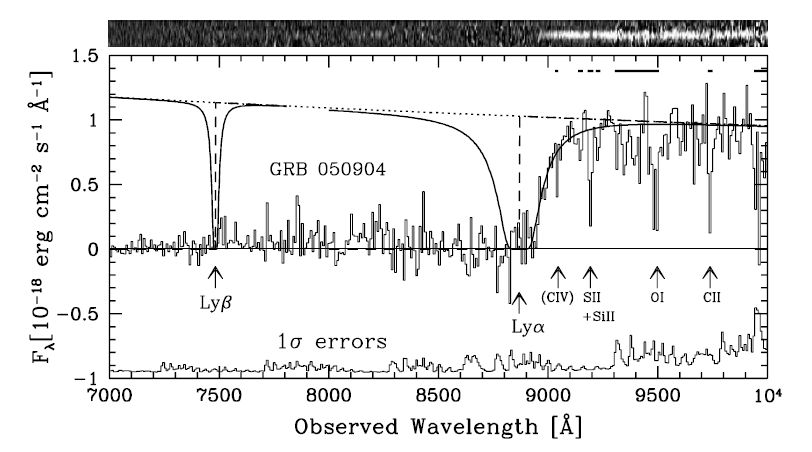 1.5
1
0.5
0
−0.5
−1
F_λ[10⁻¹⁸ erg cm⁻² s⁻¹ Å⁻¹]
GRB 050904
Lyβ
Lyα
(CIV)
SII
+SiII
OI
CII
1σ errors
7000 7500 8000 8500 9000 9500 10⁴
Observed Wavelength [Å]